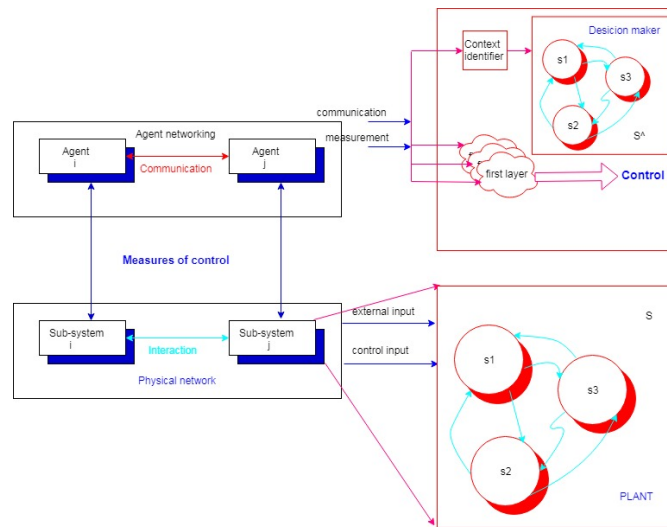 Desicion maker
Context
identifier
s1
s3
s2
S^
communication
measurement
first layer
Control
Agent networking
Agent
i
Agent
j
Communication
Measures of control
Sub-system
i
Sub-system
j
Interaction
Physical network
external input
control input
S
s1
s3
s2
PLANT